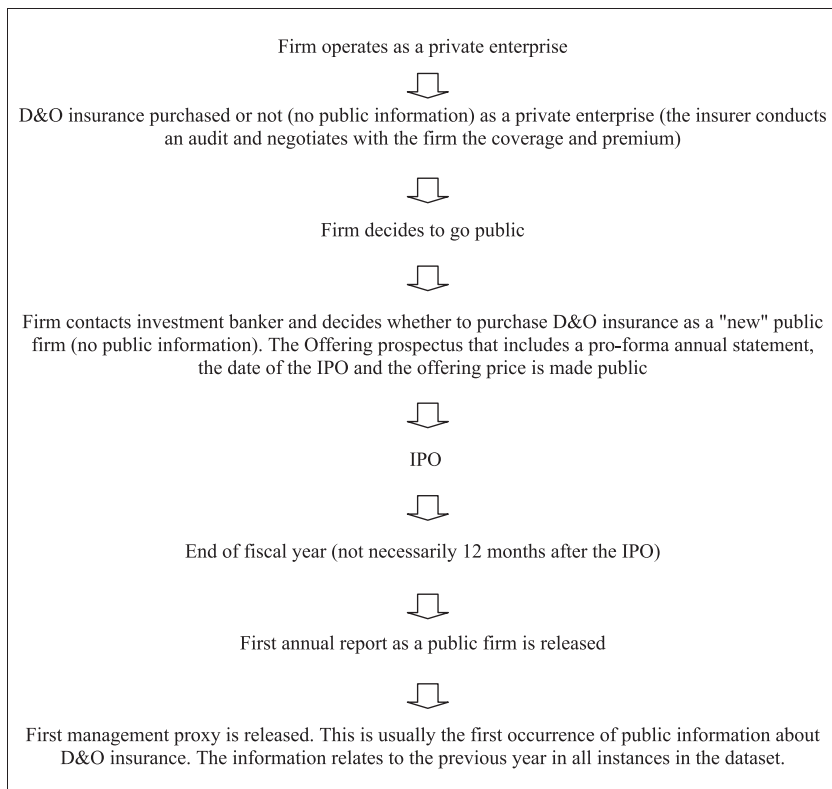 Firm operates as a private enterprise
D&O insurance purchased or not (no public information) as a private enterprise (the insurer conducts
an audit and negotiates with the firm the coverage and premium)
Firm decides to go public
Firm contacts investment banker and decides whether to purchase D&O insurance as a "new" public
firm (no public information). The Offering prospectus that includes a pro-forma annual statement,
the date of the IPO and the offering price is made public
IPO
End of fiscal year (not necessarily 12 months after the IPO)
First annual report as a public firm is released
First management proxy is released. This is usually the first occurrence of public information about
D&O insurance. The information relates to the previous year in all instances in the dataset.